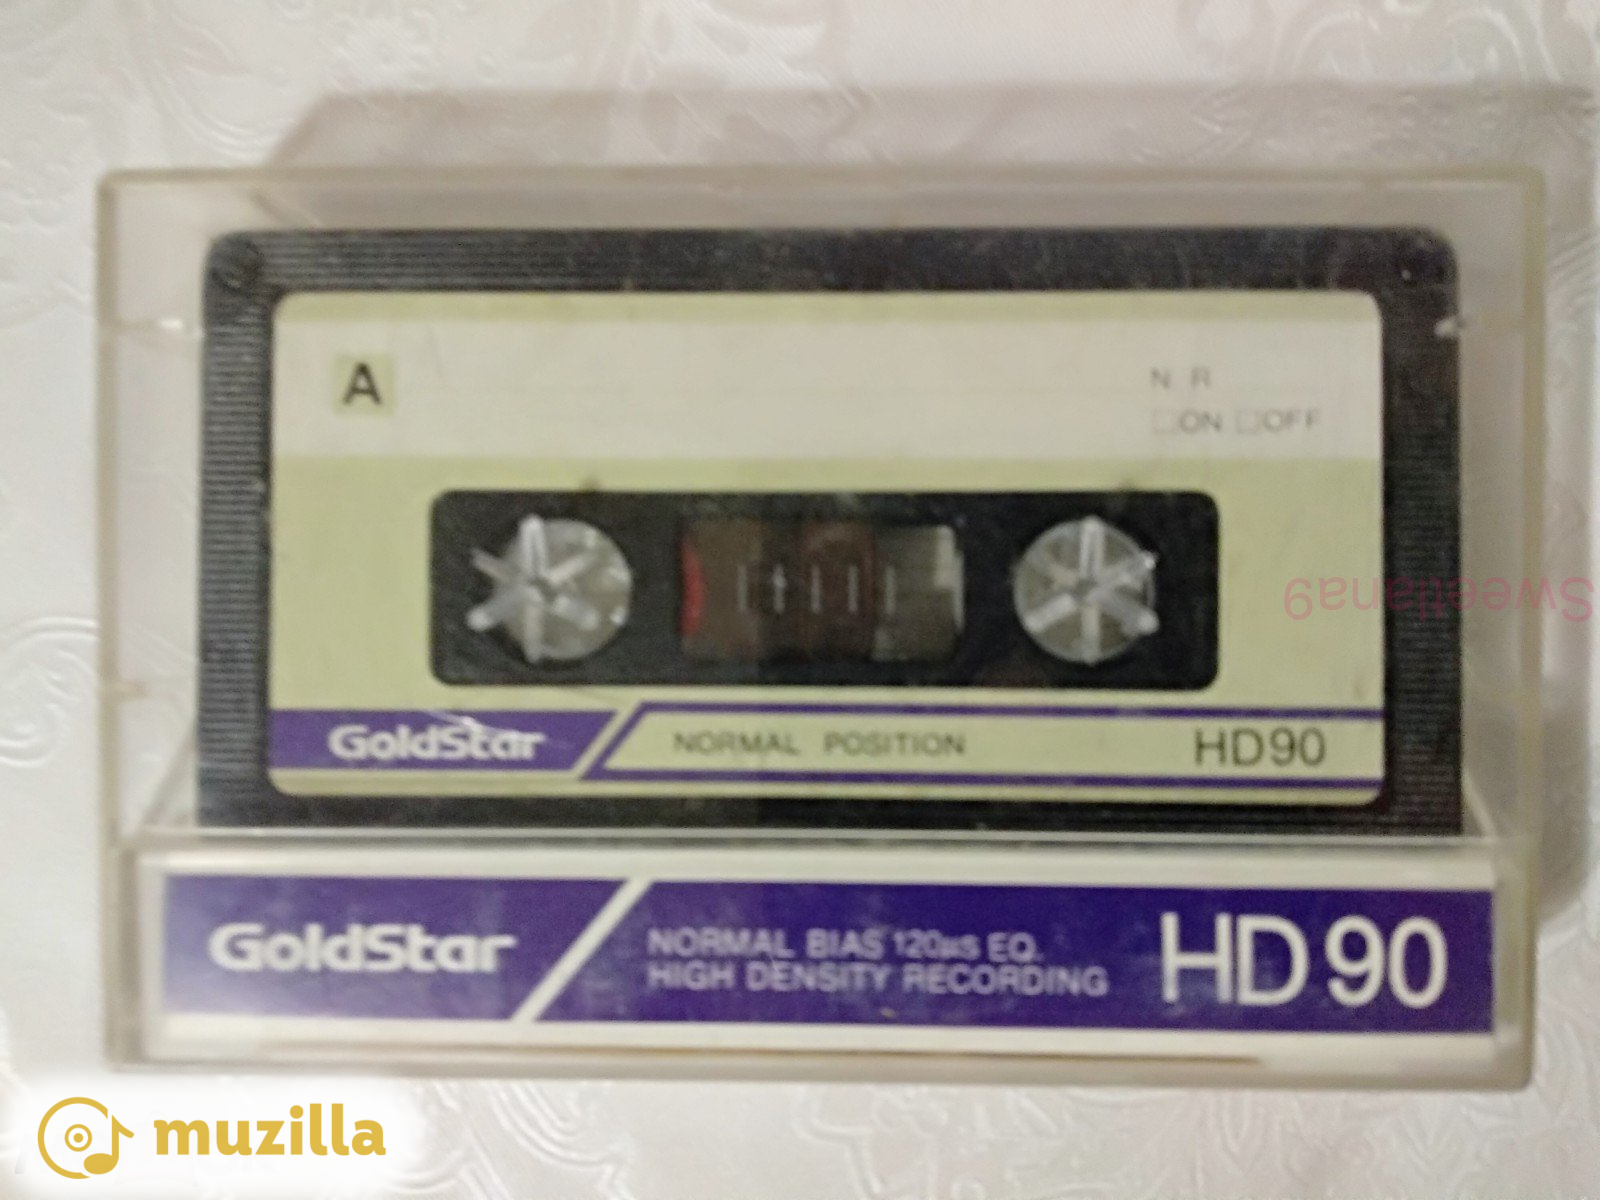 A
N R
ON OFF
Sweetlana9
GoldStar NORMAL POSITION HD90
GoldStar NORMAL BIAS 120µs EQ. HD 90
HIGH DENSITY RECORDING
muzilla